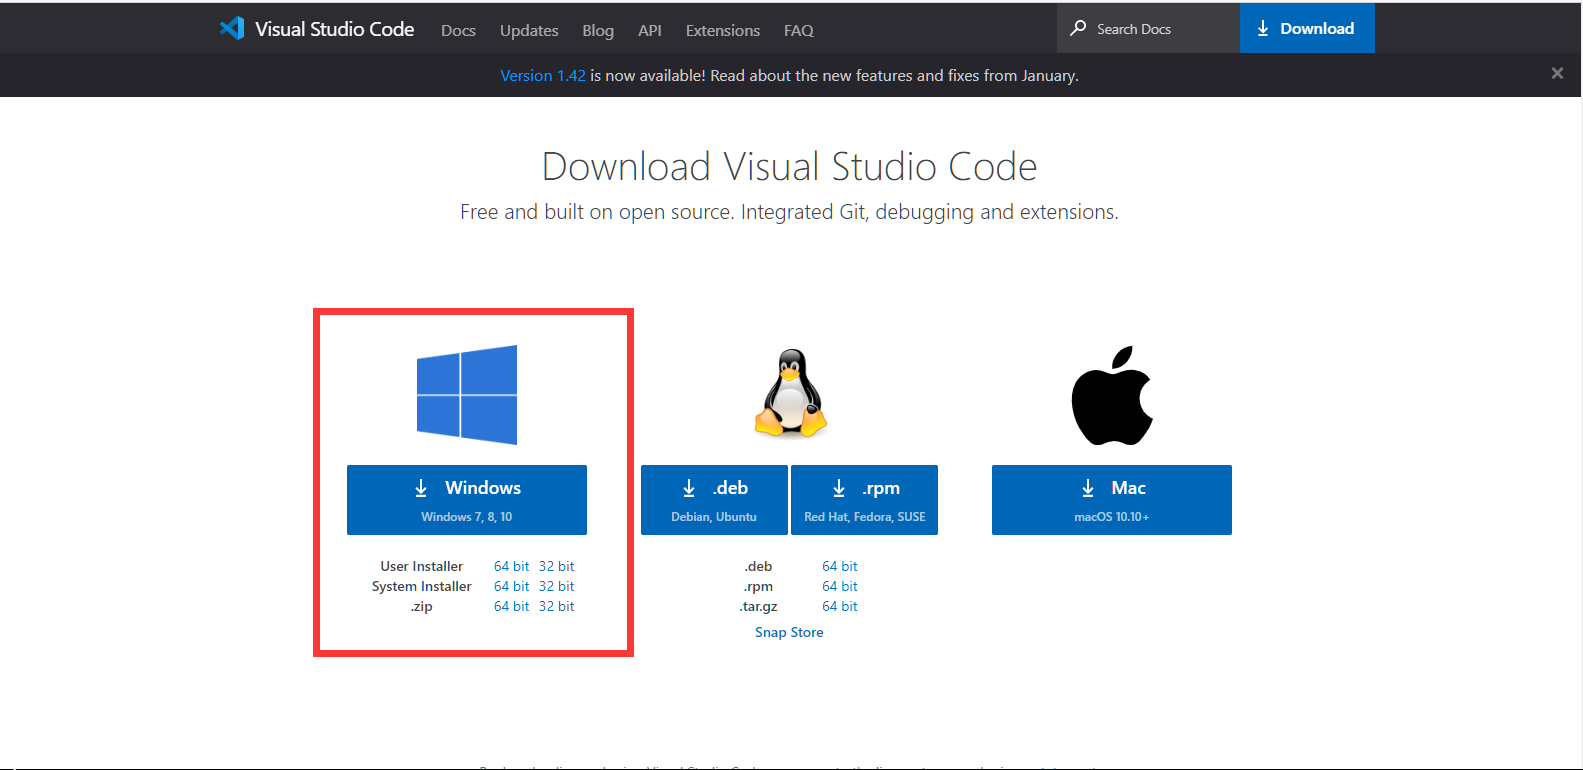 Visual Studio Code Docs Updates Blog API Extensions FAQ Search Docs Download
Version 1.42 is now available! Read about the new features and fixes from January.
Download Visual Studio Code
Free and built on open source. Integrated Git, debugging and extensions.
Windows
Windows 7, 8, 10
.deb
Debian, Ubuntu
.rpm
Red Hat, Fedora, SUSE
Mac
macOS 10.10+
User Installer 64 bit 32 bit
System Installer 64 bit 32 bit
.zip 64 bit 32 bit
.deb 64 bit
.rpm 64 bit
.tar.gz 64 bit
Snap Store